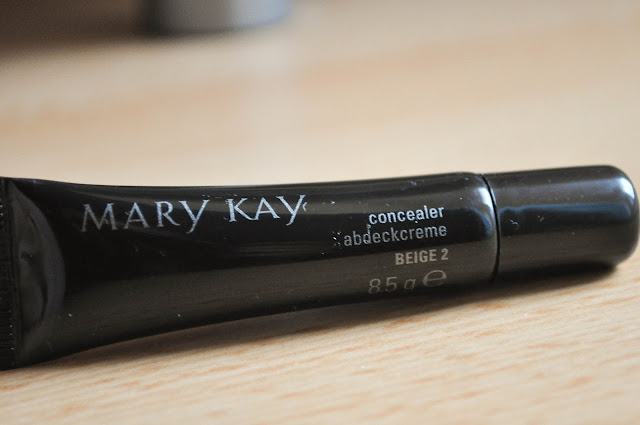 MARY KAY
concealer
abdeckcreme
BEIGE 2
8.5 g ℮